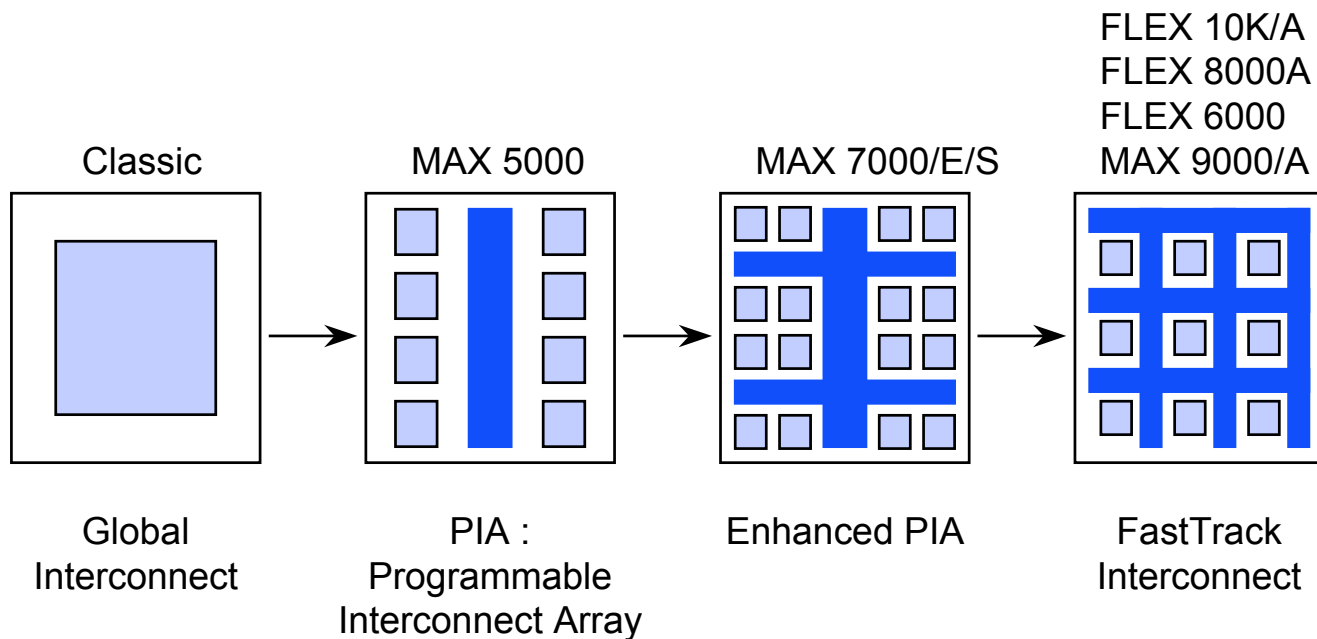 FLEX 10K/A
FLEX 8000A
FLEX 6000
Classic
MAX 5000
MAX 7000/E/S
MAX 9000/A
Global
Interconnect
PIA :
Programmable
Interconnect Array
Enhanced PIA
FastTrack
Interconnect